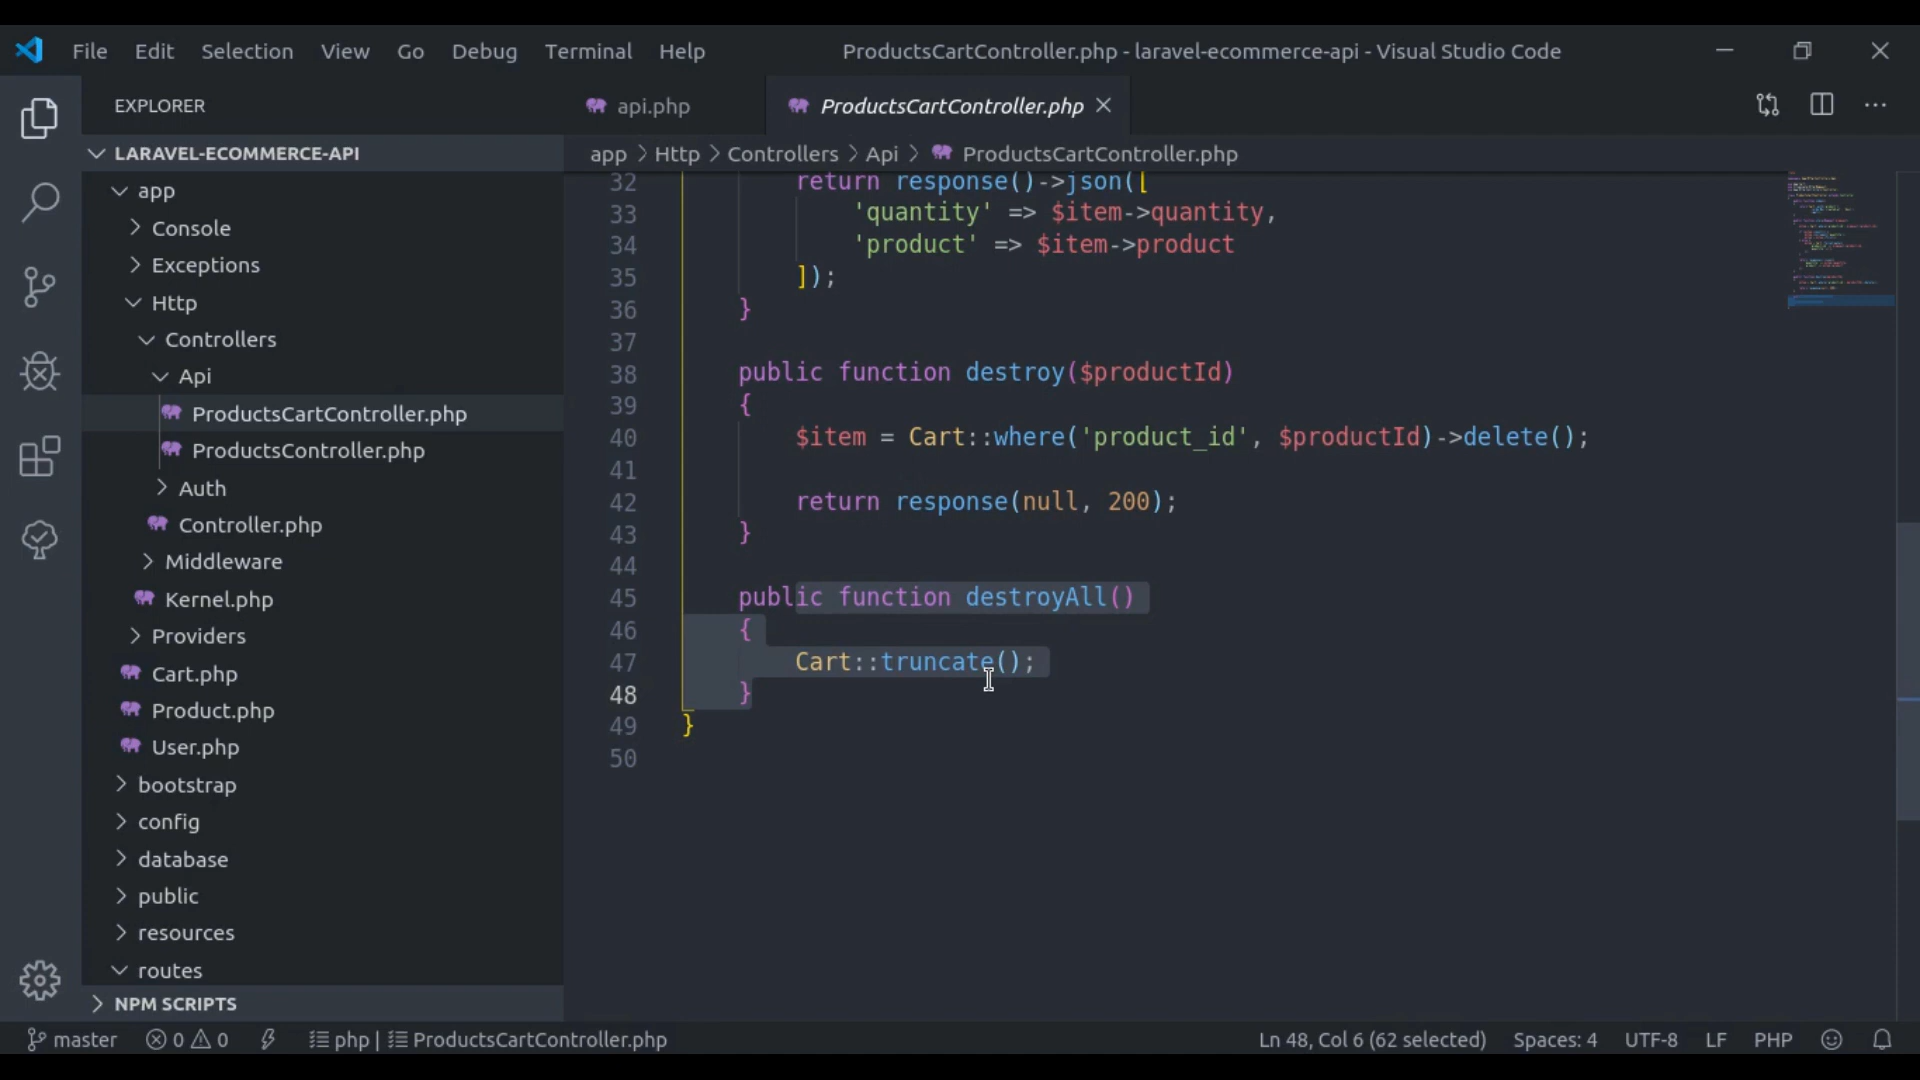 File Edit Selection View Go Debug Terminal Help
ProductsCartController.php - laravel-ecommerce-api - Visual Studio Code
EXPLORER
LARAVEL-ECOMMERCE-API
app
Console
Exceptions
Http
Controllers
Api
ProductsCartController.php
ProductsController.php
Auth
Controller.php
Middleware
Kernel.php
Providers
Cart.php
Product.php
User.php
bootstrap
config
database
public
resources
routes
NPM SCRIPTS
api.php ProductsCartController.php
app > Http > Controllers > Api > ProductsCartController.php
32 return response()->json([
33 'quantity' => $item->quantity,
34 'product' => $item->product
35 ]);
36 }
37
38 public function destroy($productId)
39 {
40 $item = Cart::where('product_id', $productId)->delete();
41
42 return response(null, 200);
43 }
44
45 public function destroyAll()
46 {
47 Cart::truncate();
48 }
49 }
50
master 0 0 php | ProductsCartController.php Ln 48, Col 6 (62 selected) Spaces: 4 UTF-8 LF PHP